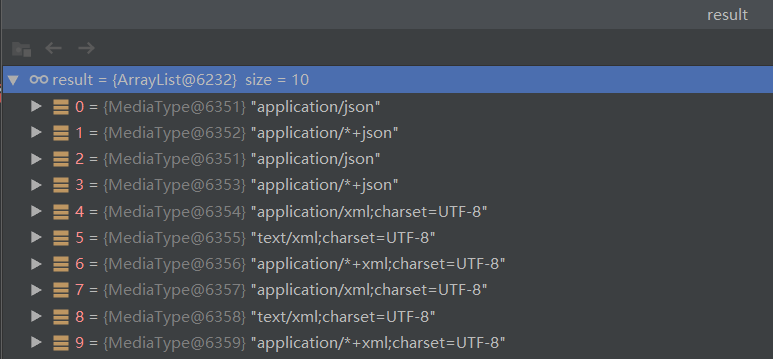 result
result = {ArrayList@6232} size = 10
0 = {MediaType@6351} "application/json"
1 = {MediaType@6352} "application/*+json"
2 = {MediaType@6351} "application/json"
3 = {MediaType@6353} "application/*+json"
4 = {MediaType@6354} "application/xml;charset=UTF-8"
5 = {MediaType@6355} "text/xml;charset=UTF-8"
6 = {MediaType@6356} "application/*+xml;charset=UTF-8"
7 = {MediaType@6357} "application/xml;charset=UTF-8"
8 = {MediaType@6358} "text/xml;charset=UTF-8"
9 = {MediaType@6359} "application/*+xml;charset=UTF-8"